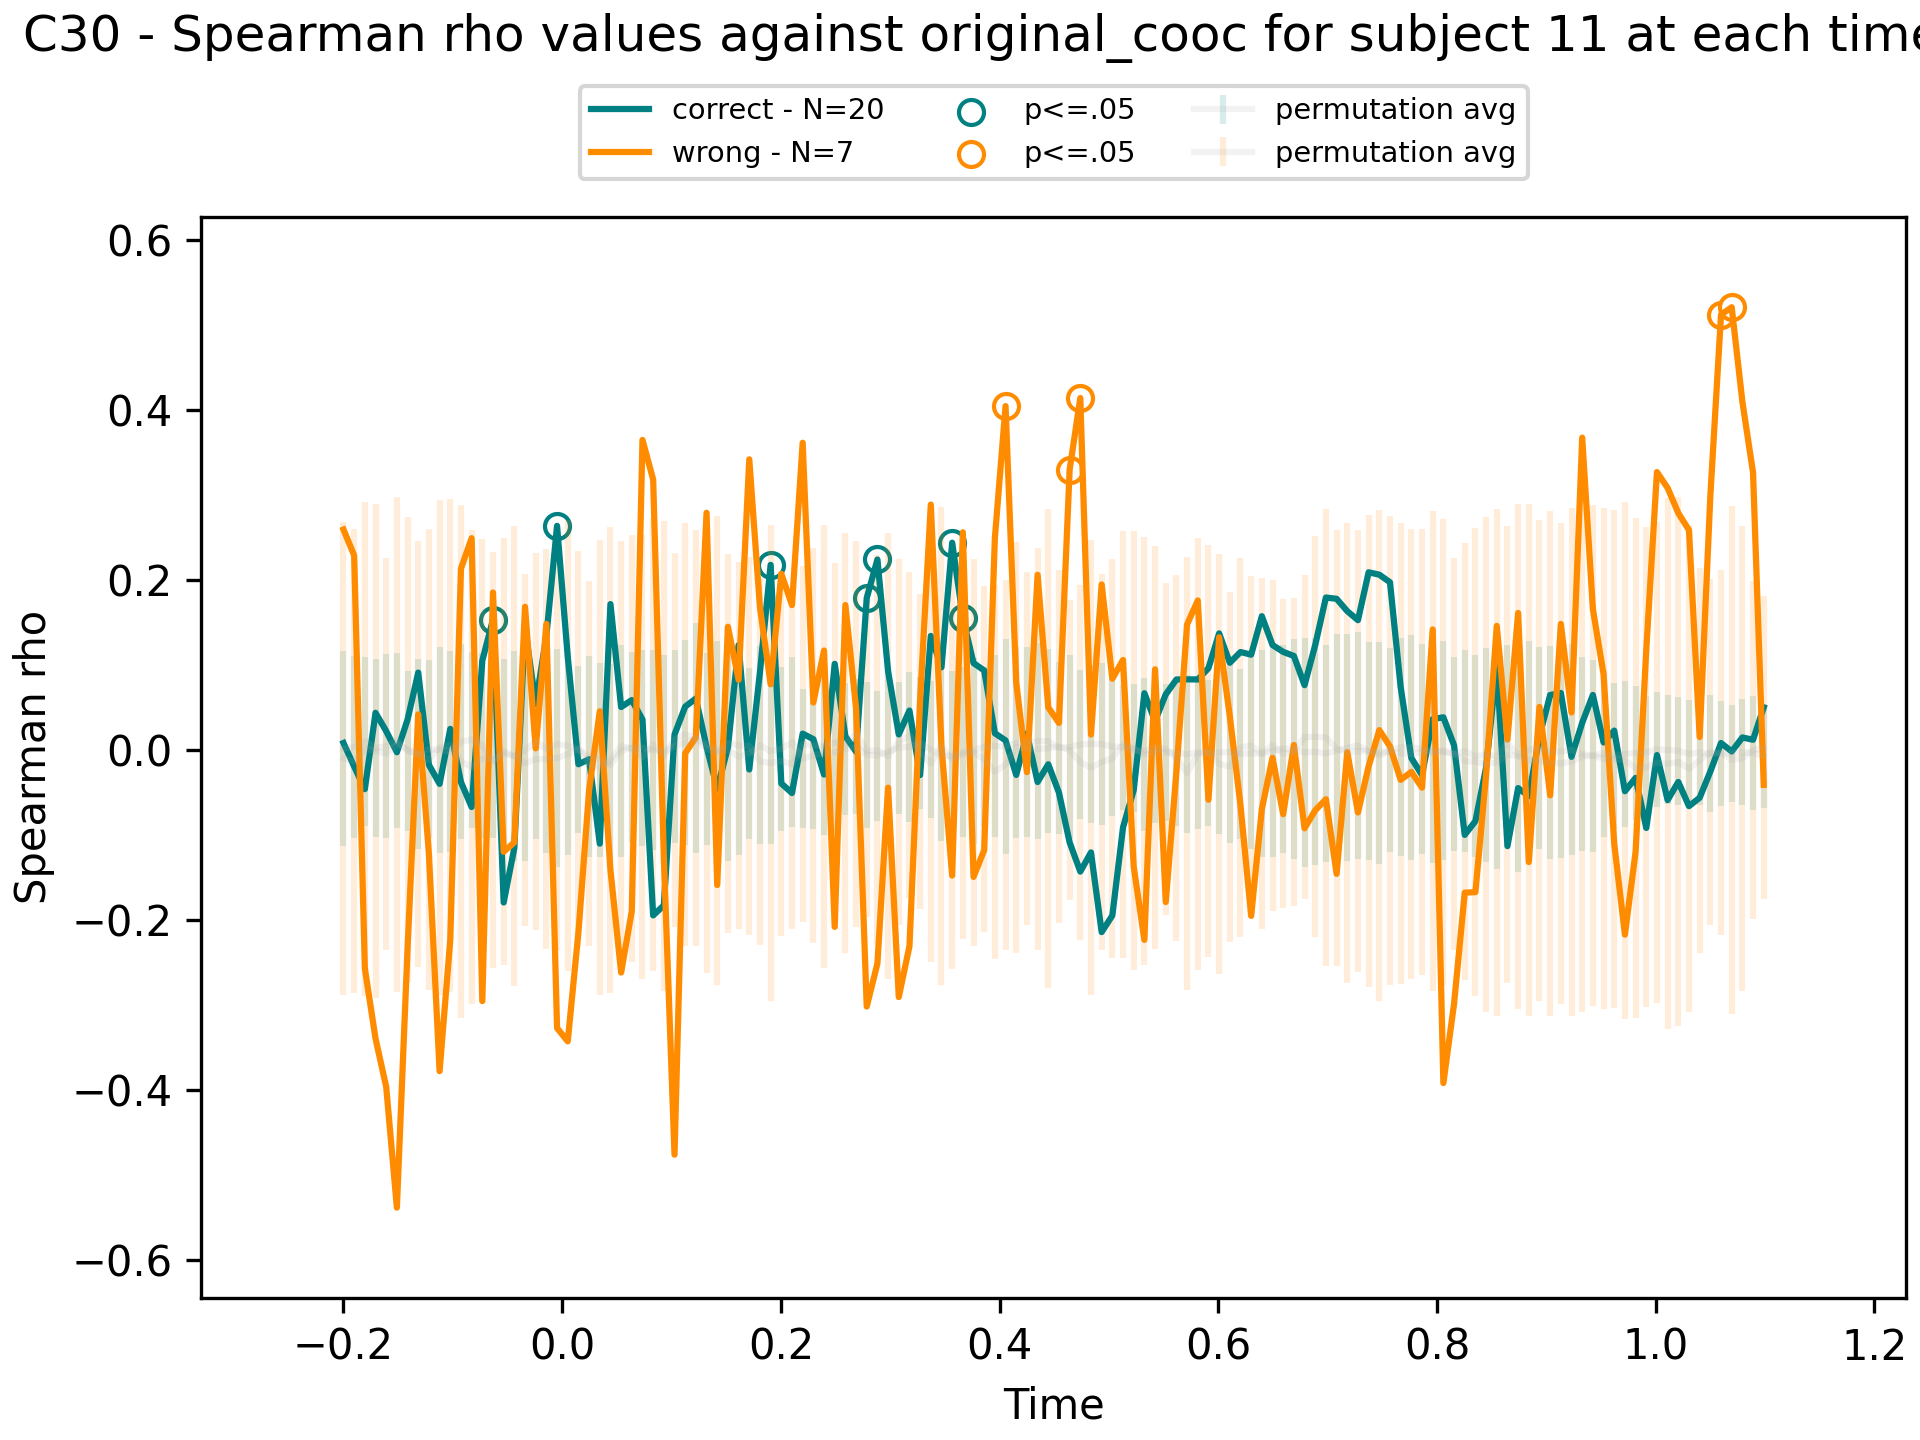 C30 - Spearman rho values against original_cooc for subject 11 at each time
correct - N=20
wrong - N=7
p<=.05
p<=.05
permutation avg
permutation avg
Spearman rho
0.6
0.4
0.2
0.0
−0.2
−0.4
−0.6
−0.2 0.0 0.2 0.4 0.6 0.8 1.0 1.2
Time